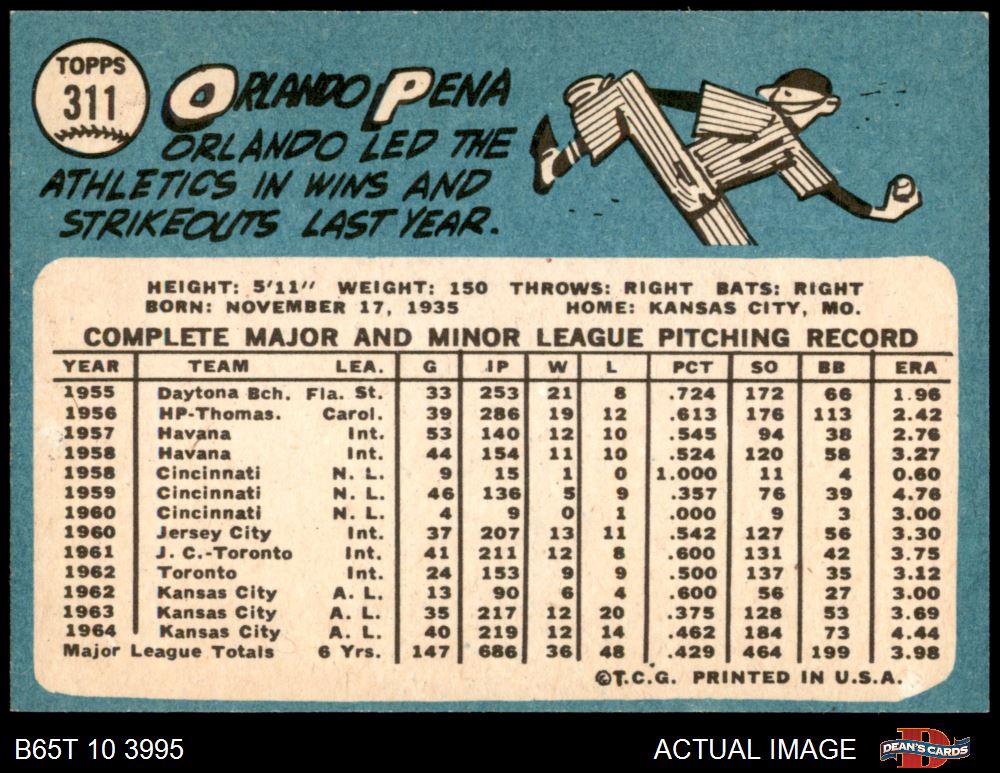 TOPPS
311
ORLANDO PENA
ORLANDO LED THE
ATHLETICS IN WINS AND
STRIKEOUTS LAST YEAR.
HEIGHT: 5'11" WEIGHT: 150 THROWS: RIGHT BATS: RIGHT
BORN: NOVEMBER 17, 1935 HOME: KANSAS CITY, MO.
COMPLETE MAJOR AND MINOR LEAGUE PITCHING RECORD
YEAR TEAM LEA. G IP W L PCT SO BB ERA
1955 Daytona Bch. Fla. St. 33 253 21 8 .724 172 66 1.96
1956 HP-Thomas. Carol. 39 286 19 12 .613 176 113 2.42
1957 Havana Int. 53 140 12 10 .545 94 38 2.76
1958 Havana Int. 44 154 11 10 .524 120 58 3.27
1958 Cincinnati N. L. 9 15 1 0 1.000 11 4 0.60
1959 Cincinnati N. L. 46 136 5 9 .357 76 39 4.76
1960 Cincinnati N. L. 4 9 0 1 .000 9 3 3.00
1960 Jersey City Int. 37 207 13 11 .542 127 56 3.30
1961 J. C.-Toronto Int. 41 211 12 8 .600 131 42 3.75
1962 Toronto Int. 24 153 9 9 .500 137 35 3.12
1962 Kansas City A. L. 13 90 6 4 .600 56 27 3.00
1963 Kansas City A. L. 35 217 12 20 .375 128 53 3.69
1964 Kansas City A. L. 40 219 12 14 .462 184 73 4.44
Major League Totals 6 Yrs. 147 686 36 48 .429 464 199 3.98
©T.C.G. PRINTED IN U.S.A.
B65T 10 3995 ACTUAL IMAGE DEAN'S CARDS